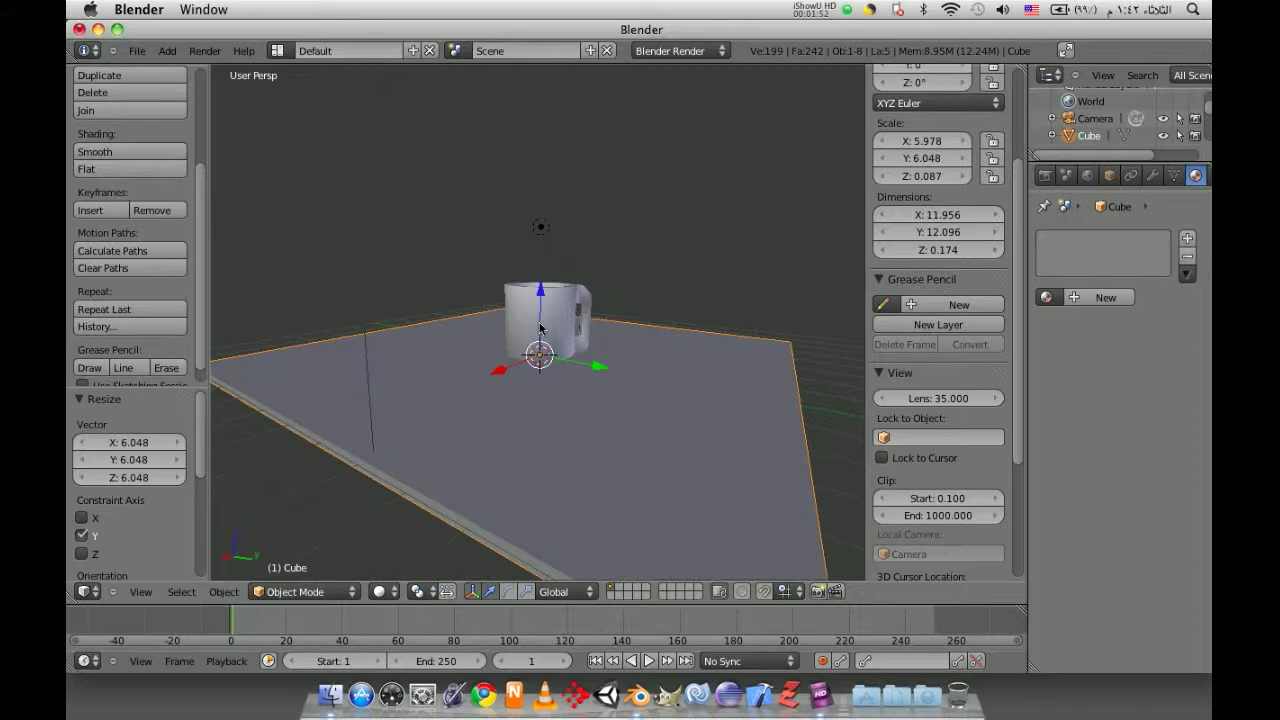 Blender Window
iShowU HD
00:01:52
(٩٩٪) الثلاثاء ١:٤٢ م
Blender
File Add Render Help Default Scene Blender Render Ve:199 | Fa:242 | Ob:1-8 | La:5 | Mem:8.95M (12.24M) | Cube
Duplicate
Delete
Join
Shading:
Smooth
Flat
Keyframes:
Insert Remove
Motion Paths:
Calculate Paths
Clear Paths
Repeat:
Repeat Last
History...
Grease Pencil:
Draw Line Erase
Use Sketching Sessio
Resize
Vector
X: 6.048
Y: 6.048
Z: 6.048
Constraint Axis
X
Y
Z
Orientation
User Persp
(1) Cube
z
y
Z: 0°
XYZ Euler
Scale:
X: 5.978
Y: 6.048
Z: 0.087
Dimensions:
X: 11.956
Y: 12.096
Z: 0.174
Grease Pencil
New
New Layer
Delete Frame Convert
View
Lens: 35.000
Lock to Object:
Lock to Cursor
Clip:
Start: 0.100
End: 1000.000
Local Camera:
Camera
3D Cursor Location:
View Search All Scen
World
Camera
Cube
Cube
New
View Select Object Object Mode Global
-40 -20 0 20 40 60 80 100 120 140 160 180 200 220 240 260
View Frame Playback Start: 1 End: 250 1 No Sync
HD